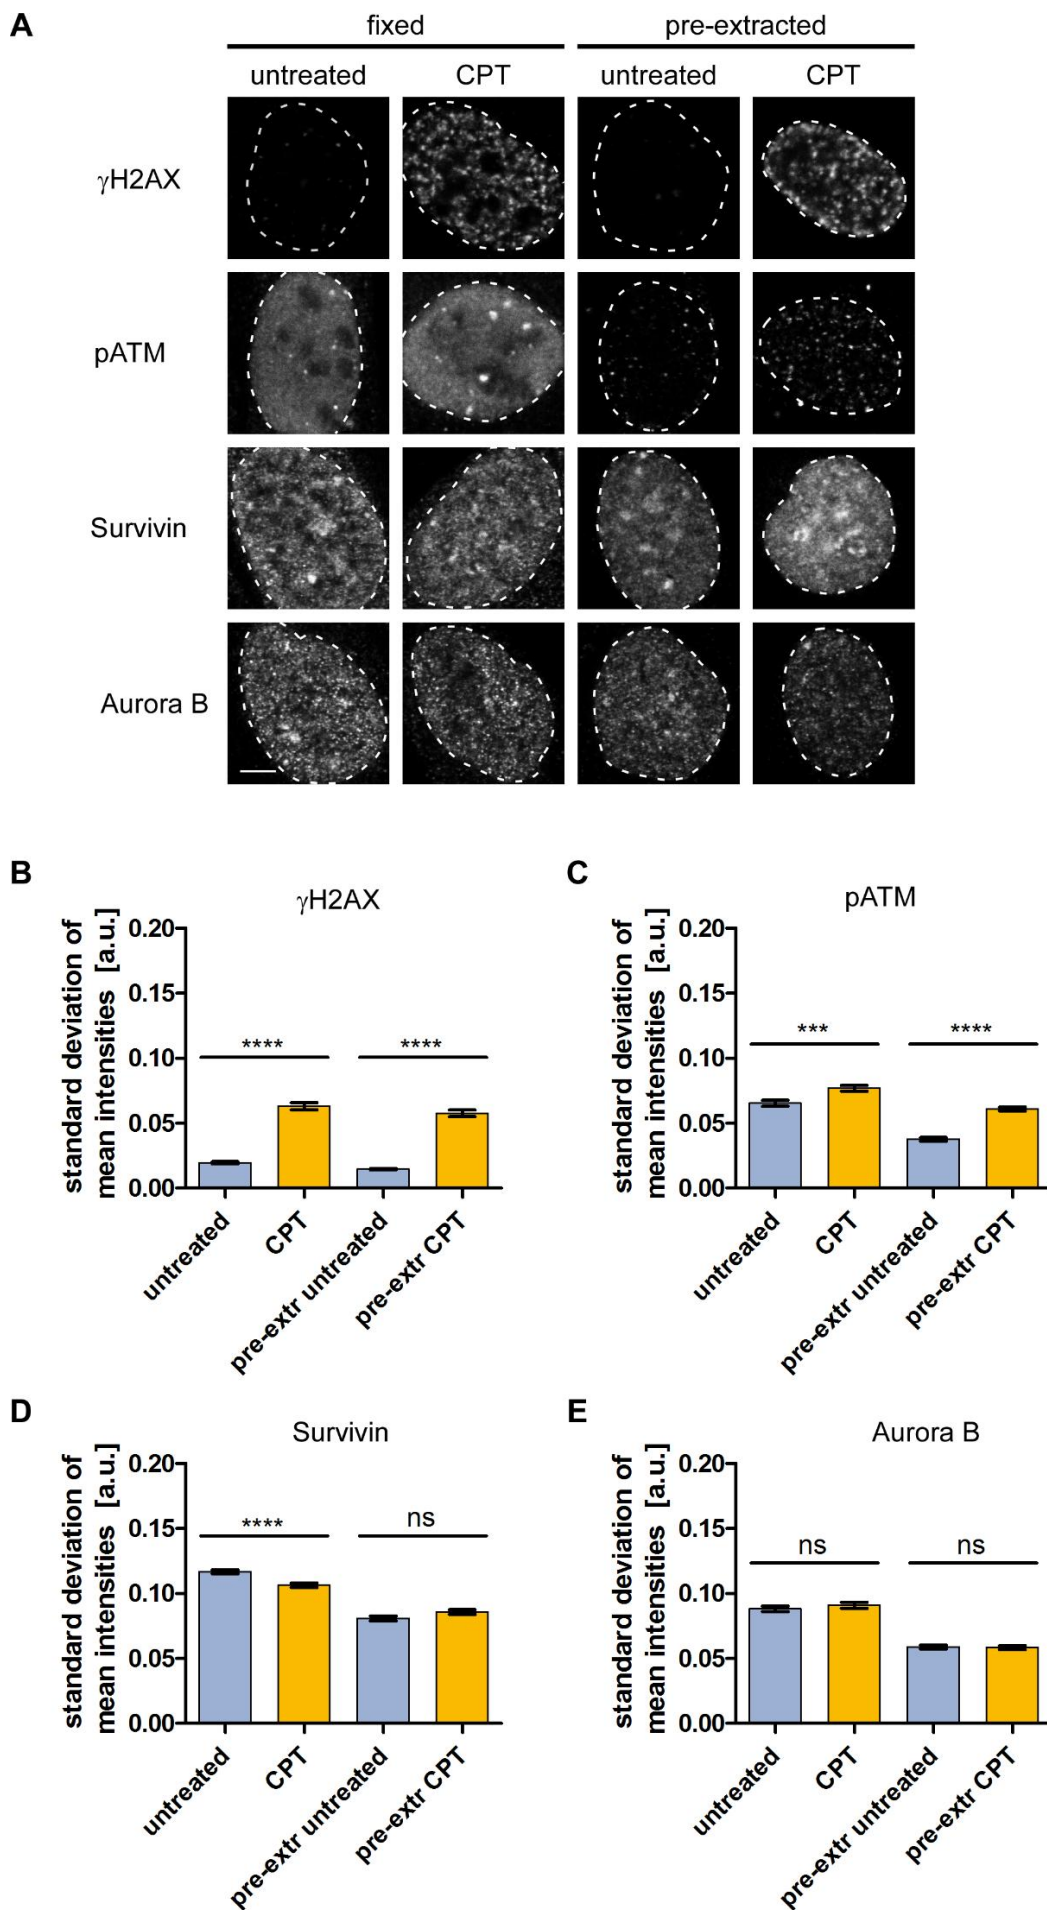 A
fixed
pre-extracted
untreated
CPT
untreated
CPT
γH2AX
pATM
Survivin
Aurora B
B
γH2AX
standard deviation of
mean intensities [a.u.]
0.20
0.15
0.10
0.05
0.00
****
****
untreated
CPT
pre-extr untreated
pre-extr CPT
C
pATM
standard deviation of
mean intensities [a.u.]
0.20
0.15
0.10
0.05
0.00
***
****
untreated
CPT
pre-extr untreated
pre-extr CPT
D
Survivin
standard deviation of
mean intensities [a.u.]
0.20
0.15
0.10
0.05
0.00
****
ns
untreated
CPT
pre-extr untreated
pre-extr CPT
E
Aurora B
standard deviation of
mean intensities [a.u.]
0.20
0.15
0.10
0.05
0.00
ns
ns
untreated
CPT
pre-extr untreated
pre-extr CPT